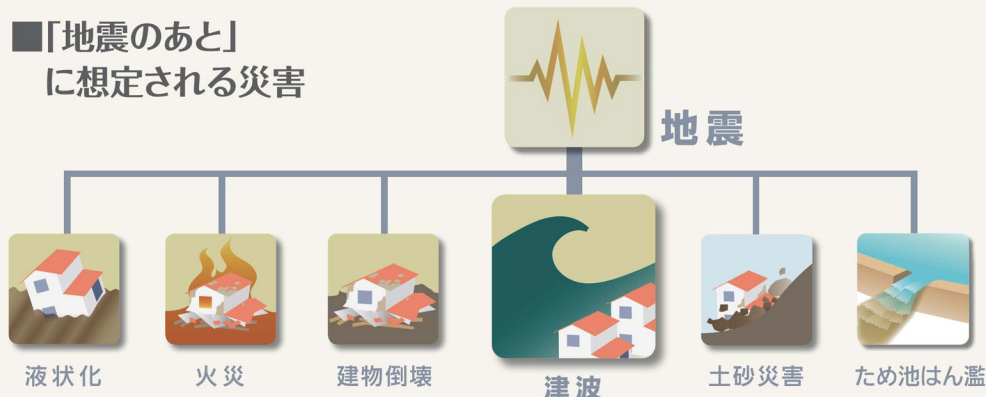 ■「地震のあと」
に想定される災害
地震
液状化
火災
建物倒壊
津波
土砂災害
ため池はん濫